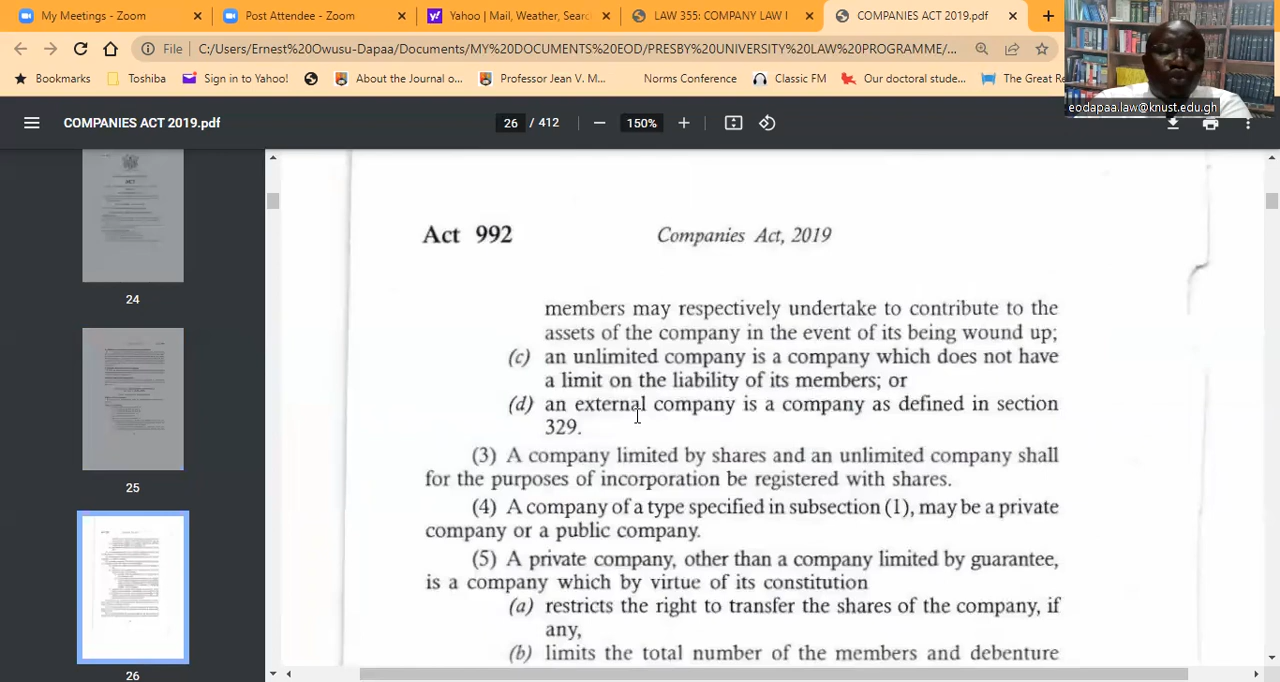 My Meetings - Zoom
Post Attendee - Zoom
Yahoo | Mail, Weather, Searc
LAW 355: COMPANY LAW I
COMPANIES ACT 2019.pdf
File
C:/Users/Ernest%20Owusu-Dapaa/Documents/MY%20DOCUMENTS%20EOD/PRESBY%20UNIVERSITY%20LAW%20PROGRAMME/...
Bookmarks
Toshiba
Sign in to Yahoo!
About the Journal o...
Professor Jean V. M...
Norms Conference
Classic FM
Our doctoral stude...
The Great Re
eodapaa.law@knust.edu.gh
COMPANIES ACT 2019.pdf
26 / 412
150%
24
25
26
Act 992
Companies Act, 2019
members may respectively undertake to contribute to the
assets of the company in the event of its being wound up;
(c) an unlimited company is a company which does not have
a limit on the liability of its members; or
(d) an external company is a company as defined in section
329.
(3) A company limited by shares and an unlimited company shall
for the purposes of incorporation be registered with shares.
(4) A company of a type specified in subsection (1), may be a private
company or a public company.
(5) A private company, other than a company limited by guarantee,
is a company which by virtue of its constitution
(a) restricts the right to transfer the shares of the company, if
any,
(b) limits the total number of the members and debenture